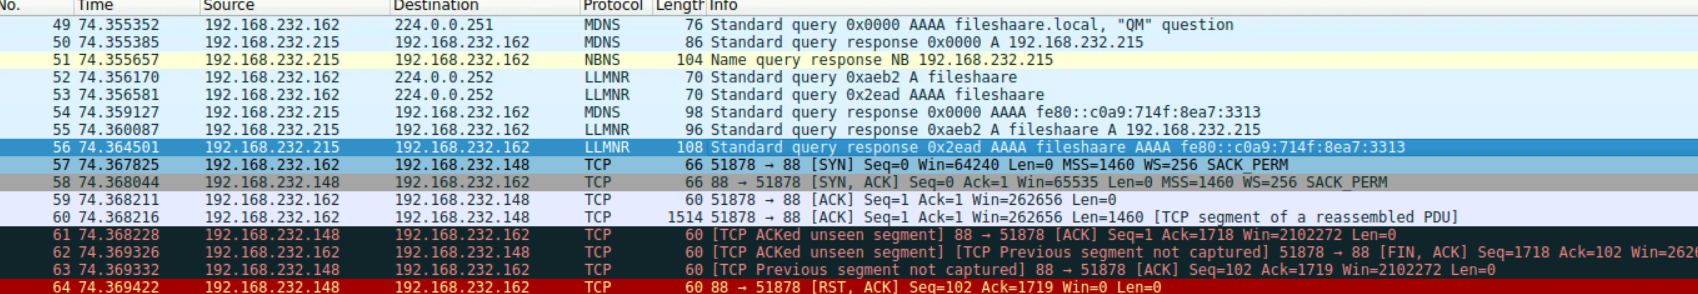 No. Time Source Destination Protocol Length Info
49 74.355352 192.168.232.162 224.0.0.251 MDNS 76 Standard query 0x0000 AAAA fileshaare.local, "QM" question
50 74.355385 192.168.232.215 192.168.232.162 MDNS 86 Standard query response 0x0000 A 192.168.232.215
51 74.355657 192.168.232.215 192.168.232.162 NBNS 104 Name query response NB 192.168.232.215
52 74.356170 192.168.232.162 224.0.0.252 LLMNR 70 Standard query 0xaeb2 A fileshaare
53 74.356581 192.168.232.162 224.0.0.252 LLMNR 70 Standard query 0x2ead AAAA fileshaare
54 74.359127 192.168.232.215 192.168.232.162 MDNS 98 Standard query response 0x0000 AAAA fe80::c0a9:714f:8ea7:3313
55 74.360087 192.168.232.215 192.168.232.162 LLMNR 96 Standard query response 0xaeb2 A fileshaare A 192.168.232.215
56 74.364501 192.168.232.215 192.168.232.162 LLMNR 108 Standard query response 0x2ead AAAA fileshaare AAAA fe80::c0a9:714f:8ea7:3313
57 74.367825 192.168.232.162 192.168.232.148 TCP 66 51878 → 88 [SYN] Seq=0 Win=64240 Len=0 MSS=1460 WS=256 SACK_PERM
58 74.368044 192.168.232.148 192.168.232.162 TCP 66 88 → 51878 [SYN, ACK] Seq=0 Ack=1 Win=65535 Len=0 MSS=1460 WS=256 SACK_PERM
59 74.368211 192.168.232.162 192.168.232.148 TCP 60 51878 → 88 [ACK] Seq=1 Ack=1 Win=262656 Len=0
60 74.368216 192.168.232.162 192.168.232.148 TCP 1514 51878 → 88 [ACK] Seq=1 Ack=1 Win=262656 Len=1460 [TCP segment of a reassembled PDU]
61 74.368228 192.168.232.148 192.168.232.162 TCP 60 [TCP ACKed unseen segment] 88 → 51878 [ACK] Seq=1 Ack=1718 Win=2102272 Len=0
62 74.369326 192.168.232.162 192.168.232.148 TCP 60 [TCP ACKed unseen segment] [TCP Previous segment not captured] 51878 → 88 [FIN, ACK] Seq=1718 Ack=102 Win=262
63 74.369332 192.168.232.148 192.168.232.162 TCP 60 [TCP Previous segment not captured] 88 → 51878 [ACK] Seq=102 Ack=1719 Win=2102272 Len=0
64 74.369422 192.168.232.148 192.168.232.162 TCP 60 88 → 51878 [RST, ACK] Seq=102 Ack=1719 Win=0 Len=0